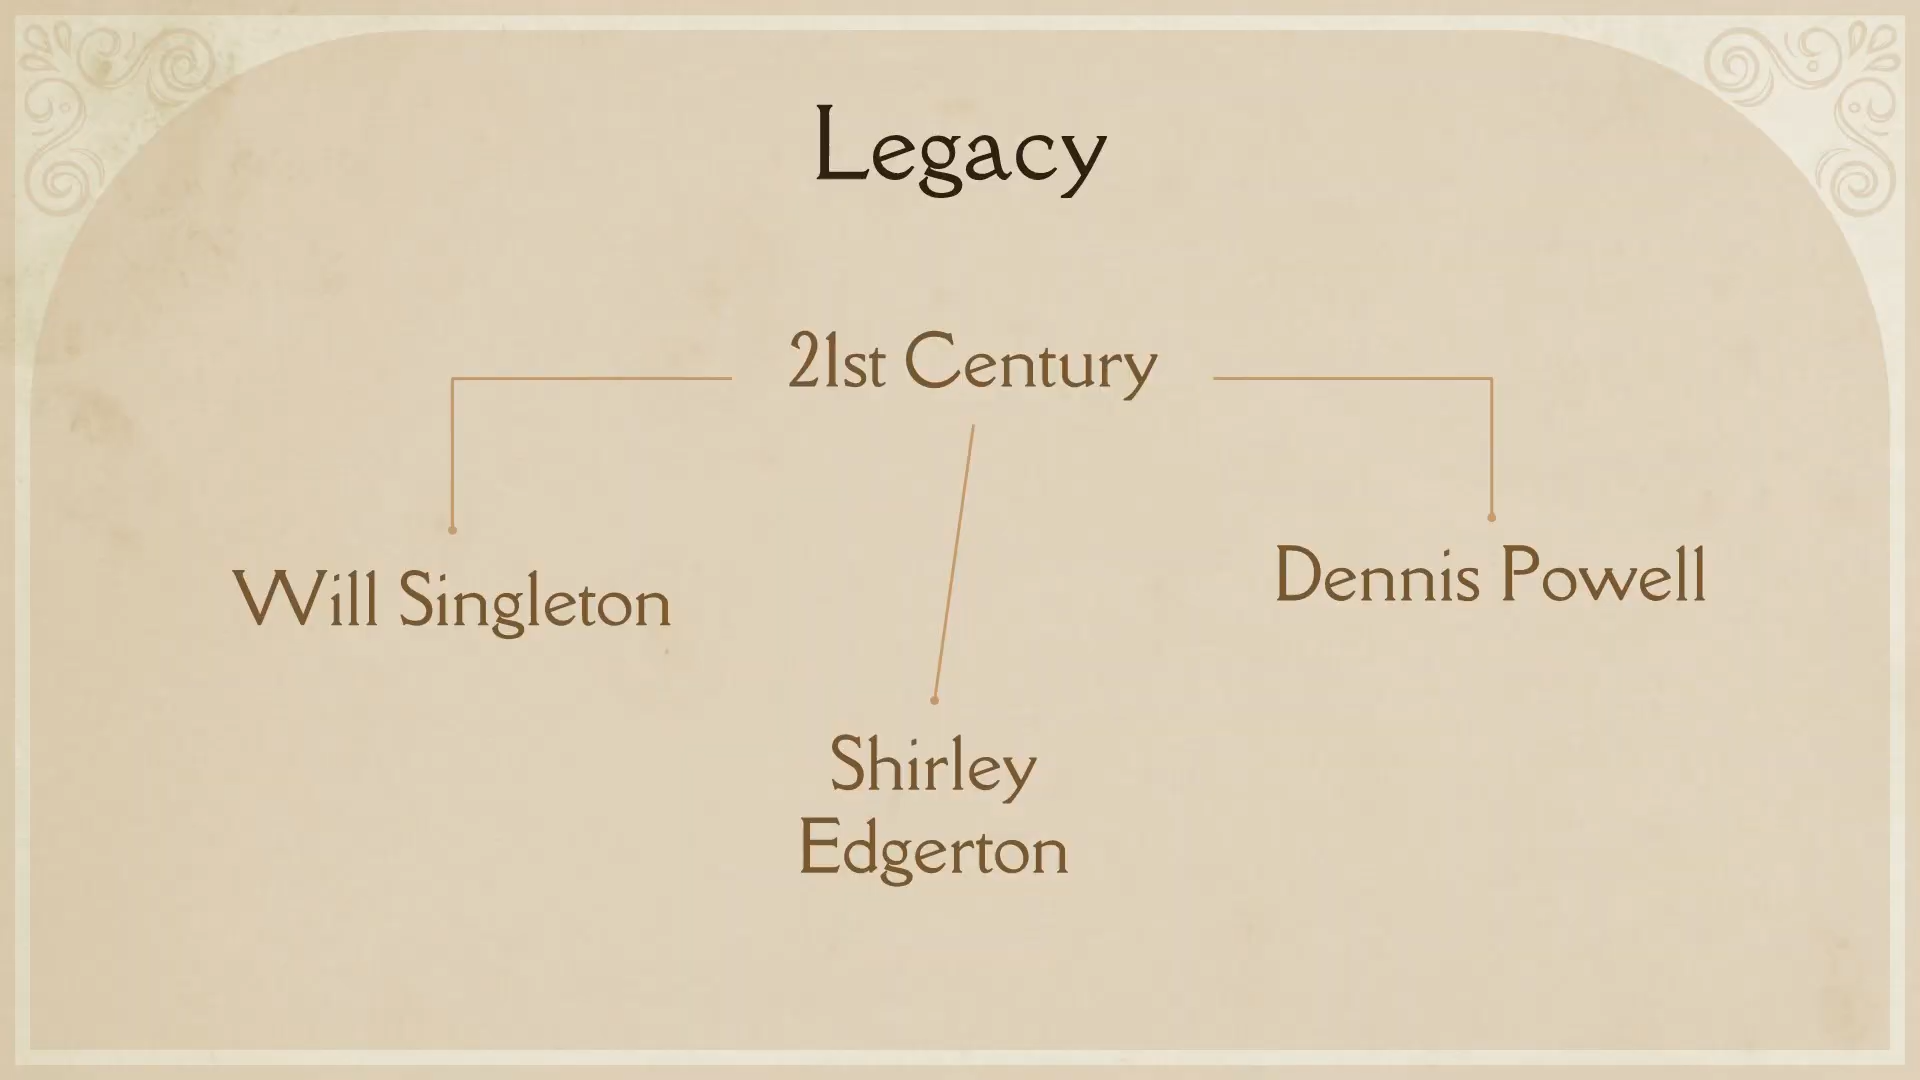 Legacy
21st Century
Will Singleton
Dennis Powell
Shirley
Edgerton